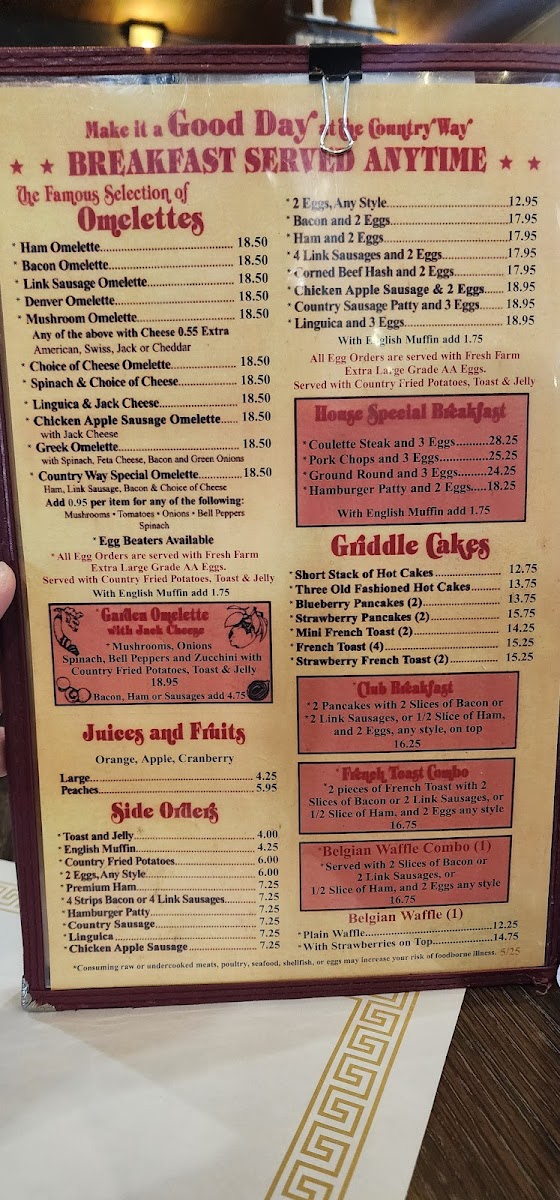 Make it a Good Day at the Country Way
★ ★ BREAKFAST SERVED ANYTIME ★ ★
The Famous Selection of
Omelettes
* Ham Omelette.......... 18.50
* Bacon Omelette.......... 18.50
* Link Sausage Omelette.......... 18.50
* Denver Omelette.......... 18.50
* Mushroom Omelette.......... 18.50
Any of the above with Cheese 0.55 Extra
American, Swiss, Jack or Cheddar
* Choice of Cheese Omelette.......... 18.50
* Spinach & Choice of Cheese.......... 18.50
* Linguica & Jack Cheese.......... 18.50
* Chicken Apple Sausage Omelette..... 18.50
with Jack Cheese
* Greek Omelette.......... 18.50
with Spinach, Feta Cheese, Bacon and Green Onions
* Country Way Special Omelette..........18.50
Ham, Link Sausage, Bacon & Choice of Cheese
Add 0.95 per item for any of the following:
Mushrooms • Tomatoes • Onions • Bell Peppers
Spinach
* Egg Beaters Available
* All Egg Orders are served with Fresh Farm
Extra Large Grade AA Eggs.
Served with Country Fried Potatoes, Toast & Jelly
With English Muffin add 1.75
* Garden Omelette
with Jack Cheese
* Mushrooms, Onions
Spinach, Bell Peppers and Zucchini with
Country Fried Potatoes, Toast & Jelly
18.95
Bacon, Ham or Sausages add 4.75
Juices and Fruits
Orange, Apple, Cranberry
Large.......... 4.25
Peaches.......... 5.95
Side Orders
* Toast and Jelly.......... 4.00
* English Muffin.......... 4.25
* Country Fried Potatoes.......... 6.00
* 2 Eggs, Any Style.......... 6.00
* Premium Ham.......... 7.25
* 4 Strips Bacon or 4 Link Sausages.......... 7.25
* Hamburger Patty.......... 7.25
* Country Sausage.......... 7.25
* Linguica.......... 7.25
* Chicken Apple Sausage.......... 7.25
* 2 Eggs, Any Style..........12.95
* Bacon and 2 Eggs..........17.95
* Ham and 2 Eggs..........17.95
* 4 Link Sausages and 2 Eggs..........17.95
* Corned Beef Hash and 2 Eggs..........17.95
* Chicken Apple Sausage & 2 Eggs..... 18.95
* Country Sausage Patty and 3 Eggs..... 18.95
* Linguica and 3 Eggs.......... 18.95
With English Muffin add 1.75
All Egg Orders are served with Fresh Farm
Extra Large Grade AA Eggs.
Served with Country Fried Potatoes, Toast & Jelly
House Special Breakfast
* Coulette Steak and 3 Eggs..........28.25
* Pork Chops and 3 Eggs..........25.25
* Ground Round and 3 Eggs..........24.25
* Hamburger Patty and 2 Eggs.....18.25
With English Muffin add 1.75
Griddle Cakes
* Short Stack of Hot Cakes .......... 12.75
* Three Old Fashioned Hot Cakes.......... 13.75
* Blueberry Pancakes (2).......... 13.75
* Strawberry Pancakes (2).......... 15.75
* Mini French Toast (2).......... 14.25
* French Toast (4).......... 15.25
* Strawberry French Toast (2).......... 15.25
* Club Breakfast
*2 Pancakes with 2 Slices of Bacon or
*2 Link Sausages, or 1/2 Slice of Ham,
and 2 Eggs, any style, on top
16.25
* French Toast Combo
*2 pieces of French Toast with 2
Slices of Bacon or 2 Link Sausages, or
1/2 Slice of Ham, and 2 Eggs any style
16.75
*Belgian Waffle Combo (1)
*Served with 2 Slices of Bacon or
2 Link Sausages, or
1/2 Slice of Ham, and 2 Eggs any style
16.75
Belgian Waffle (1)
* Plain Waffle..........12.25
* With Strawberries on Top..........14.75
*Consuming raw or undercooked meats, poultry, seafood, shellfish, or eggs may increase your risk of foodborne illness. 5/25